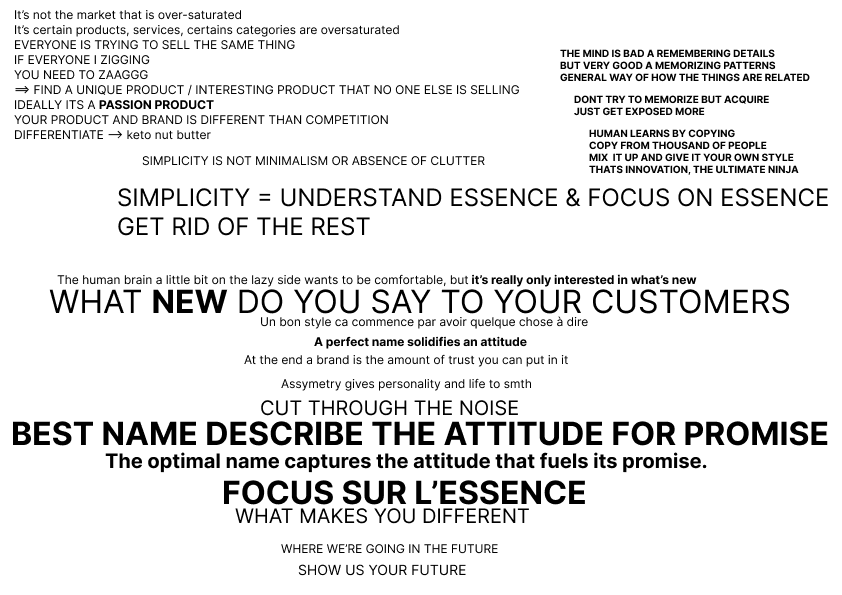 It’s not the market that is over-saturated
It’s certain products, services, certains categories are oversaturated
EVERYONE IS TRYING TO SELL THE SAME THING
IF EVERYONE I ZIGGING
YOU NEED TO ZAAGGG
⟹ FIND A UNIQUE PRODUCT / INTERESTING PRODUCT THAT NO ONE ELSE IS SELLING
IDEALLY ITS A PASSION PRODUCT
YOUR PRODUCT AND BRAND IS DIFFERENT THAN COMPETITION
DIFFERENTIATE ⟶ keto nut butter
THE MIND IS BAD A REMEMBERING DETAILS
BUT VERY GOOD A MEMORIZING PATTERNS
GENERAL WAY OF HOW THE THINGS ARE RELATED
DONT TRY TO MEMORIZE BUT ACQUIRE
JUST GET EXPOSED MORE
HUMAN LEARNS BY COPYING
COPY FROM THOUSAND OF PEOPLE
MIX IT UP AND GIVE IT YOUR OWN STYLE
THATS INNOVATION, THE ULTIMATE NINJA
SIMPLICITY IS NOT MINIMALISM OR ABSENCE OF CLUTTER
SIMPLICITY = UNDERSTAND ESSENCE & FOCUS ON ESSENCE
GET RID OF THE REST
The human brain a little bit on the lazy side wants to be comfortable, but it’s really only interested in what’s new
WHAT NEW DO YOU SAY TO YOUR CUSTOMERS
Un bon style ca commence par avoir quelque chose à dire
A perfect name solidifies an attitude
At the end a brand is the amount of trust you can put in it
Assymetry gives personality and life to smth
CUT THROUGH THE NOISE
BEST NAME DESCRIBE THE ATTITUDE FOR PROMISE
The optimal name captures the attitude that fuels its promise.
FOCUS SUR L’ESSENCE
WHAT MAKES YOU DIFFERENT
WHERE WE’RE GOING IN THE FUTURE
SHOW US YOUR FUTURE